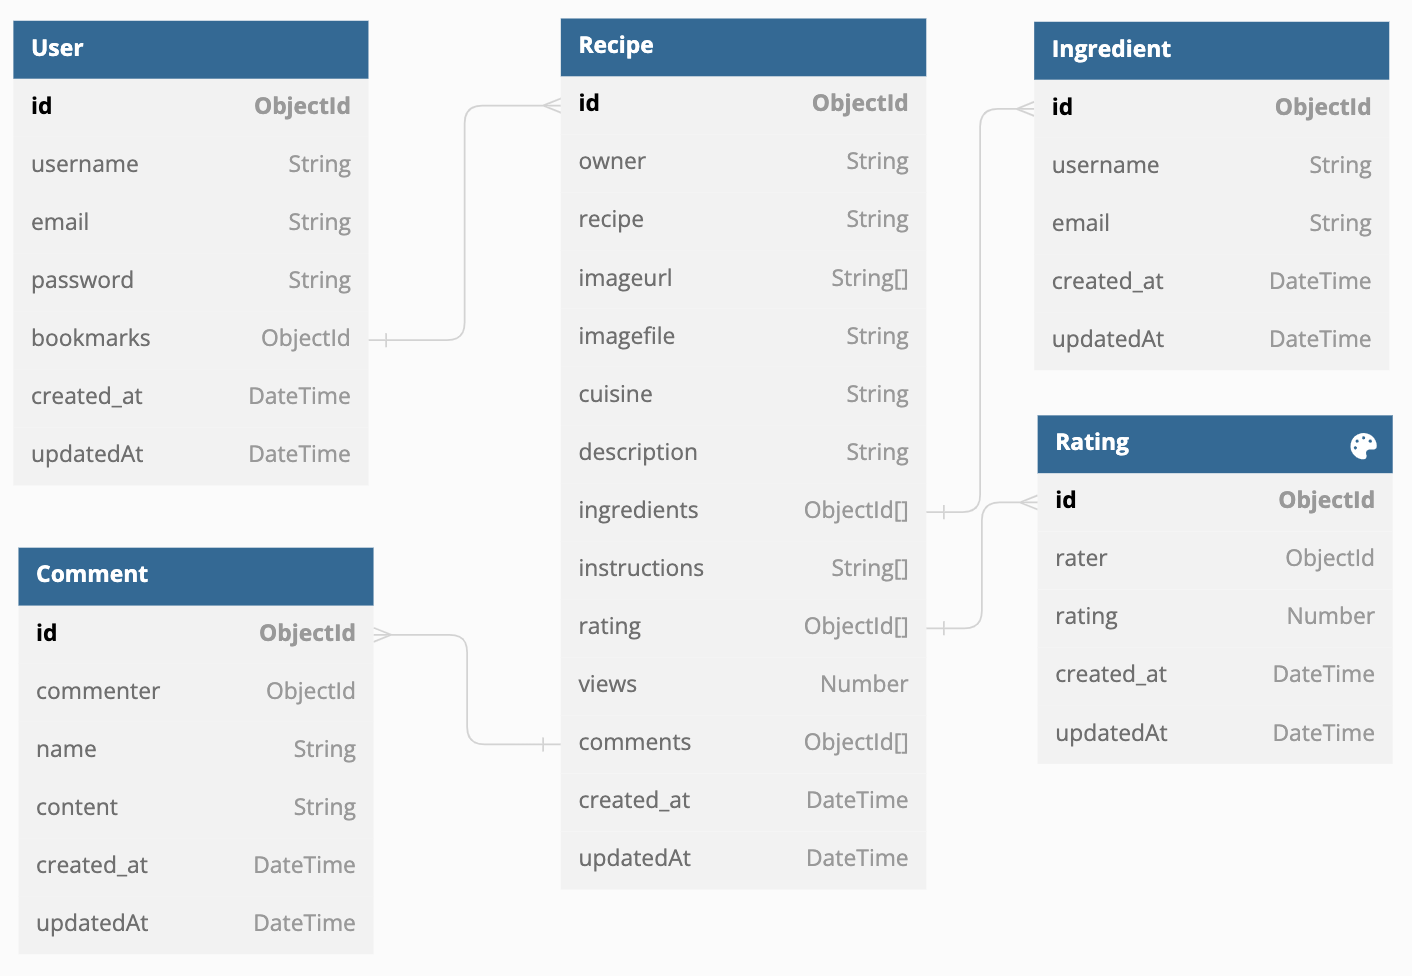 User
id ObjectId
username String
email String
password String
bookmarks ObjectId
created_at DateTime
updatedAt DateTime
Comment
id ObjectId
commenter ObjectId
name String
content String
created_at DateTime
updatedAt DateTime
Recipe
id ObjectId
owner String
recipe String
imageurl String[]
imagefile String
cuisine String
description String
ingredients ObjectId[]
instructions String[]
rating ObjectId[]
views Number
comments ObjectId[]
created_at DateTime
updatedAt DateTime
Ingredient
id ObjectId
username String
email String
created_at DateTime
updatedAt DateTime
Rating
id ObjectId
rater ObjectId
rating Number
created_at DateTime
updatedAt DateTime